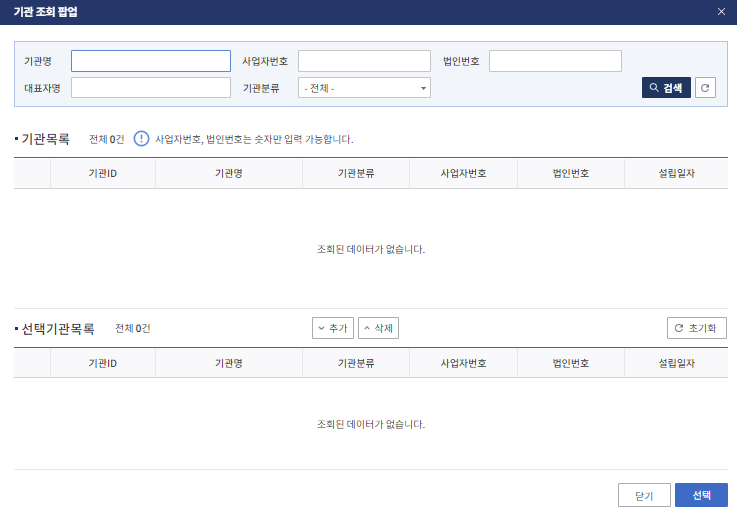 기관 조회 팝업
기관명 사업자번호 법인번호
대표자명 기관분류 - 전체 - 검색
기관목록 전체 0건 사업자번호, 법인번호는 숫자만 입력 가능합니다.
기관ID 기관명 기관분류 사업자번호 법인번호 설립일자
조회된 데이터가 없습니다.
선택기관목록 전체 0건 추가 삭제 초기화
기관ID 기관명 기관분류 사업자번호 법인번호 설립일자
조회된 데이터가 없습니다.
닫기 선택